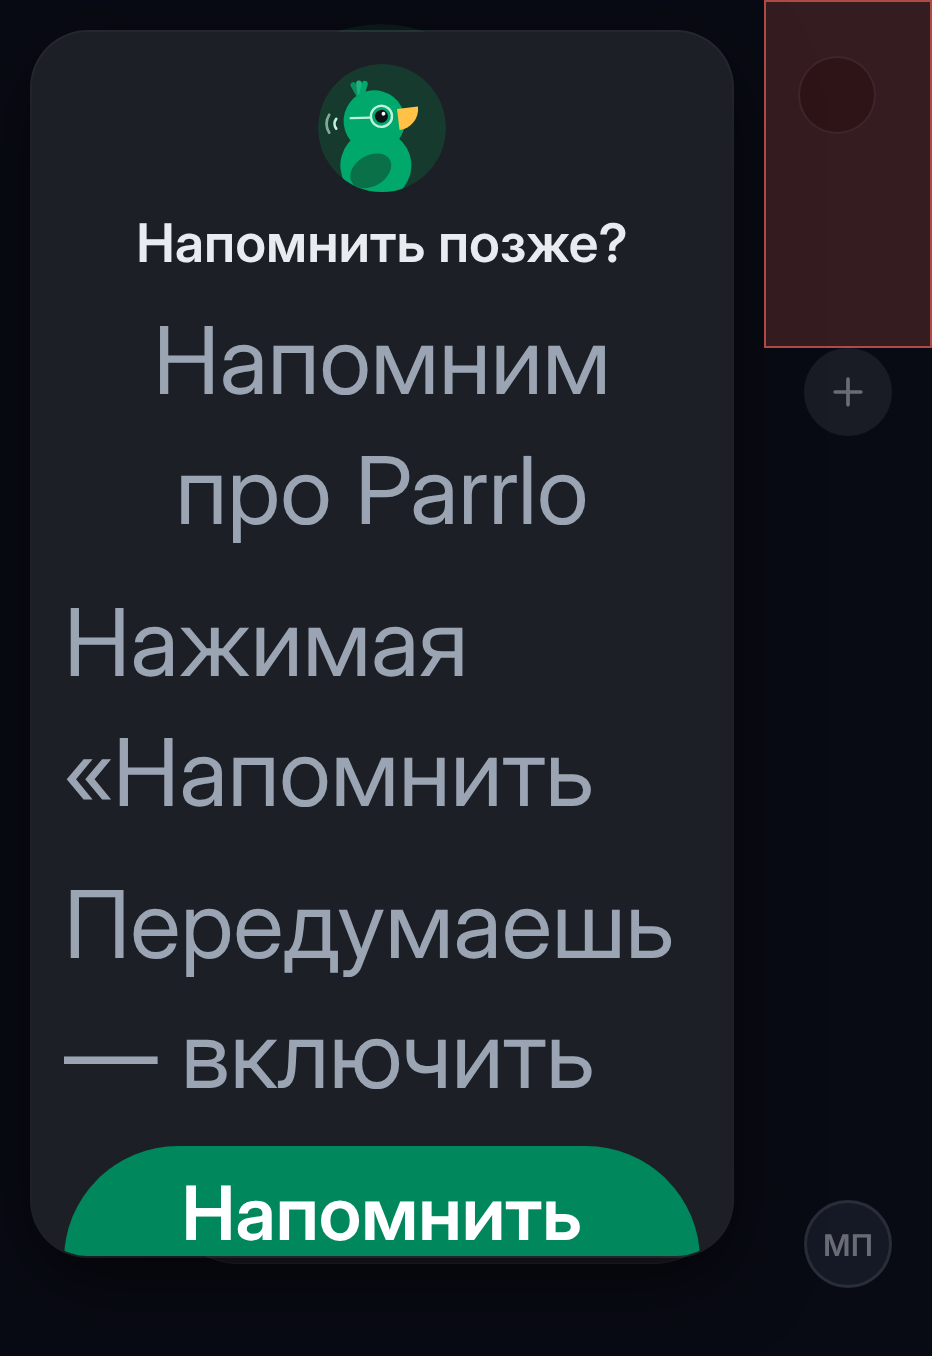 Напомнить позже?
Напомним
про Parrlo
Нажимая
«Напомнить
Передумаешь
— включить
Напомнить
МП